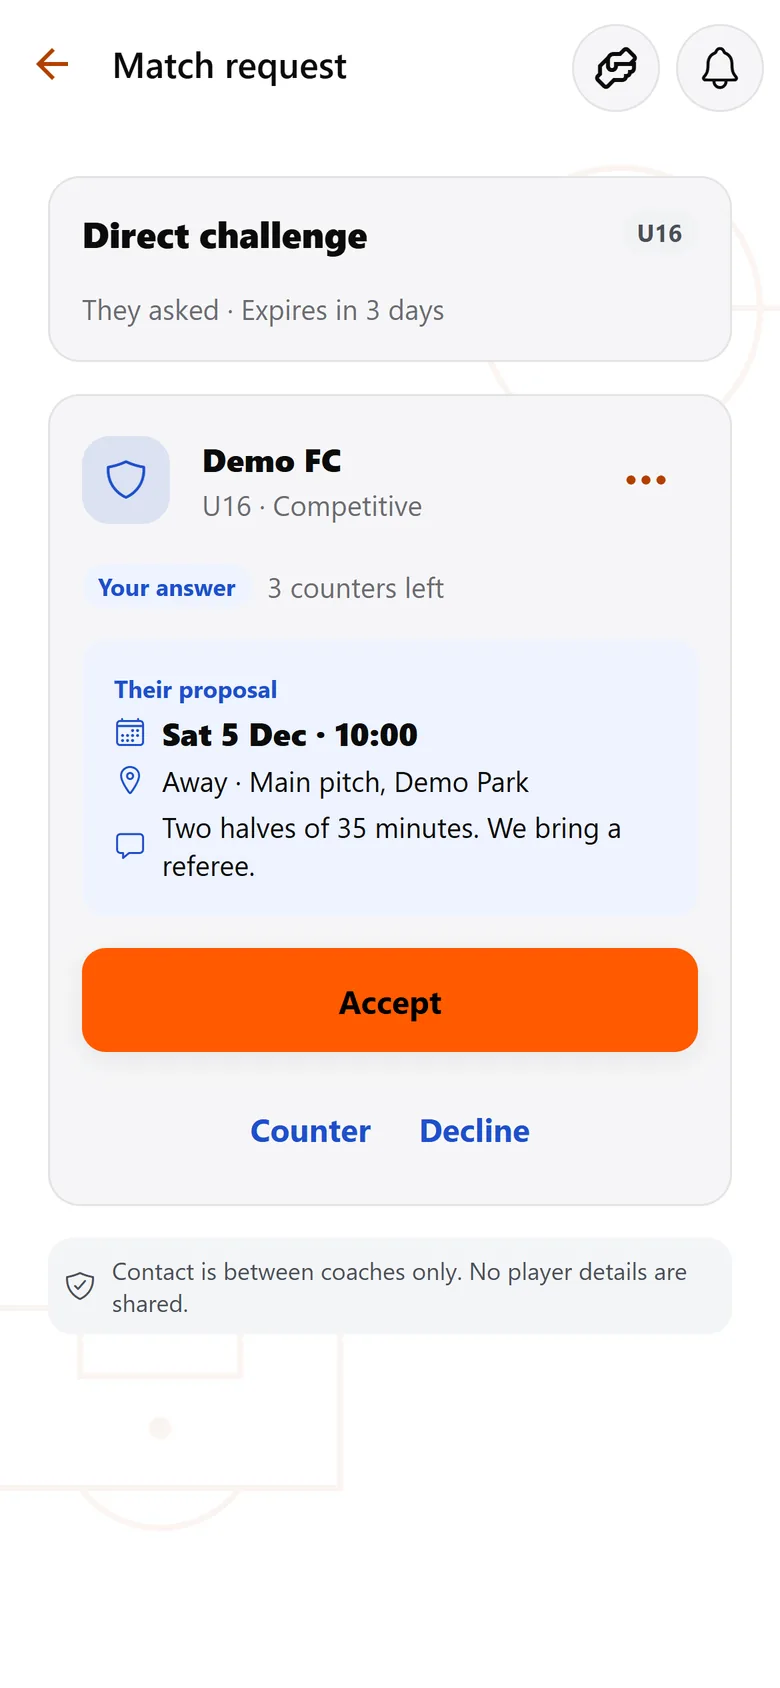 Match request
Direct challenge
U16
They asked · Expires in 3 days
Demo FC
U16 · Competitive
Your answer
3 counters left
Their proposal
Sat 5 Dec · 10:00
Away · Main pitch, Demo Park
Two halves of 35 minutes. We bring a
referee.
Accept
Counter
Decline
Contact is between coaches only. No player details are
shared.